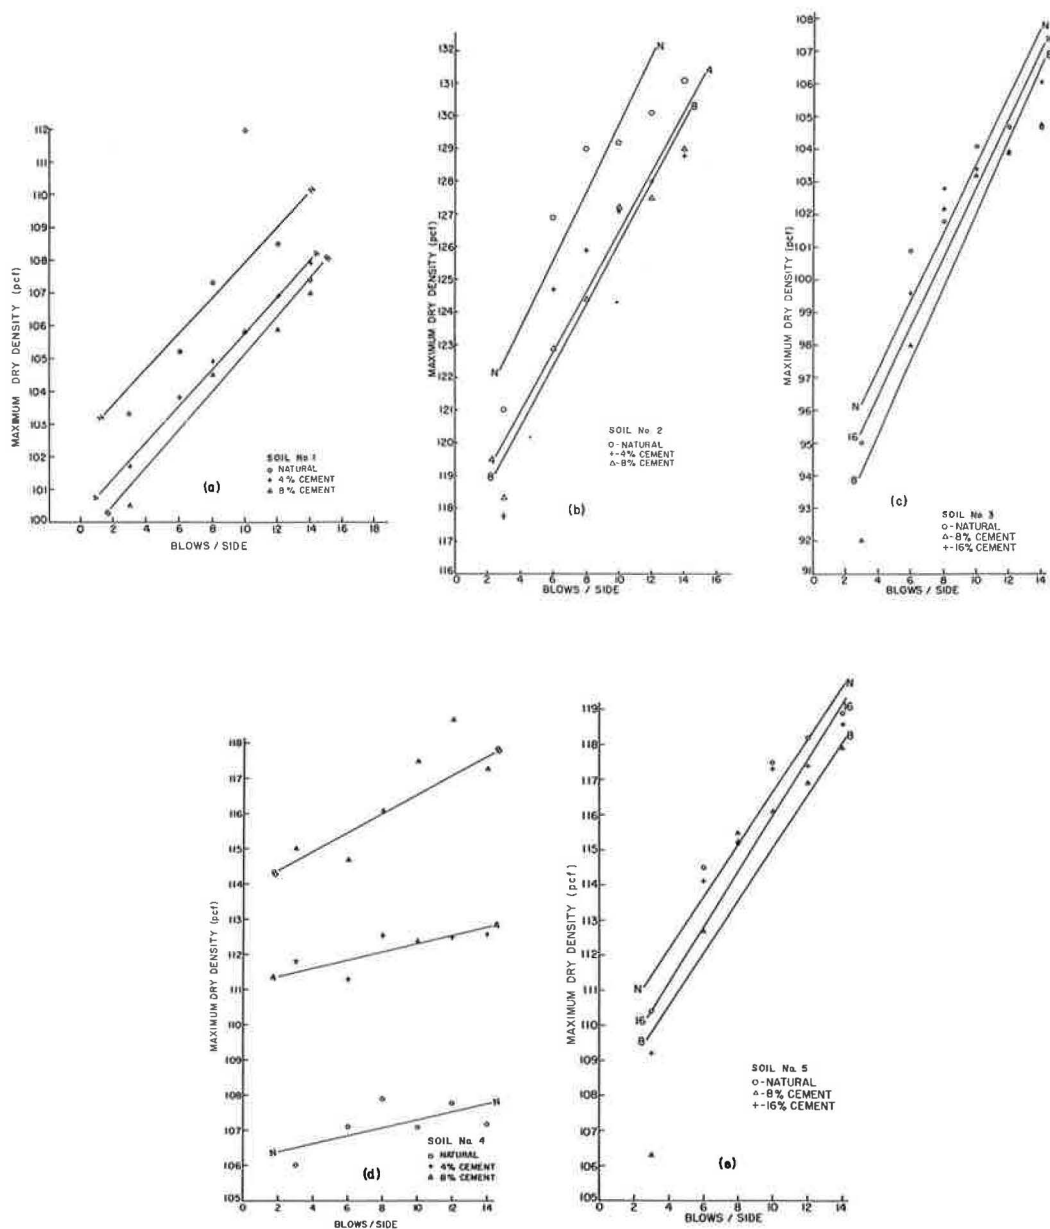 112
111
110
109
108
107
106
105
104
103
102
101
100
MAXIMUM DRY DENSITY (pcf)
N
N
4
4
8
SOIL No. 1
NATURAL
4% CEMENT
8% CEMENT
(a)
0 2 4 6 8 10 12 14 16 18
BLOWS / SIDE
132
131
130
129
128
127
126
125
124
123
122
121
120
119
118
117
116
MAXIMUM DRY DENSITY (pcf)
N
N
4
4
8
8
SOIL No. 2
O-NATURAL
+-4% CEMENT
△-8% CEMENT
(b)
0 2 4 6 8 10 12 14 16
BLOWS / SIDE
108
107
106
105
104
103
102
101
100
99
98
97
96
95
94
93
92
91
MAXIMUM DRY DENSITY (pcf)
N
N
16
8
8
(c)
SOIL No. 3
O-NATURAL
△-8% CEMENT
+-16% CEMENT
0 2 4 6 8 10 12 14
BLOWS / SIDE
118
117
116
115
114
113
112
111
110
109
108
107
106
105
MAXIMUM DRY DENSITY (pcf)
8
8
4
4
N
N
SOIL No. 4
NATURAL
4% CEMENT
8% CEMENT
(d)
0 2 4 6 8 10 12 14
BLOWS / SIDE
119
118
117
116
115
114
113
112
111
110
109
108
107
106
105
MAXIMUM DRY DENSITY (pcf)
N
N
16
16
8
8
SOIL No. 5
O-NATURAL
△-8% CEMENT
+-16% CEMENT
(e)
0 2 4 6 8 10 12 14
BLOWS / SIDE